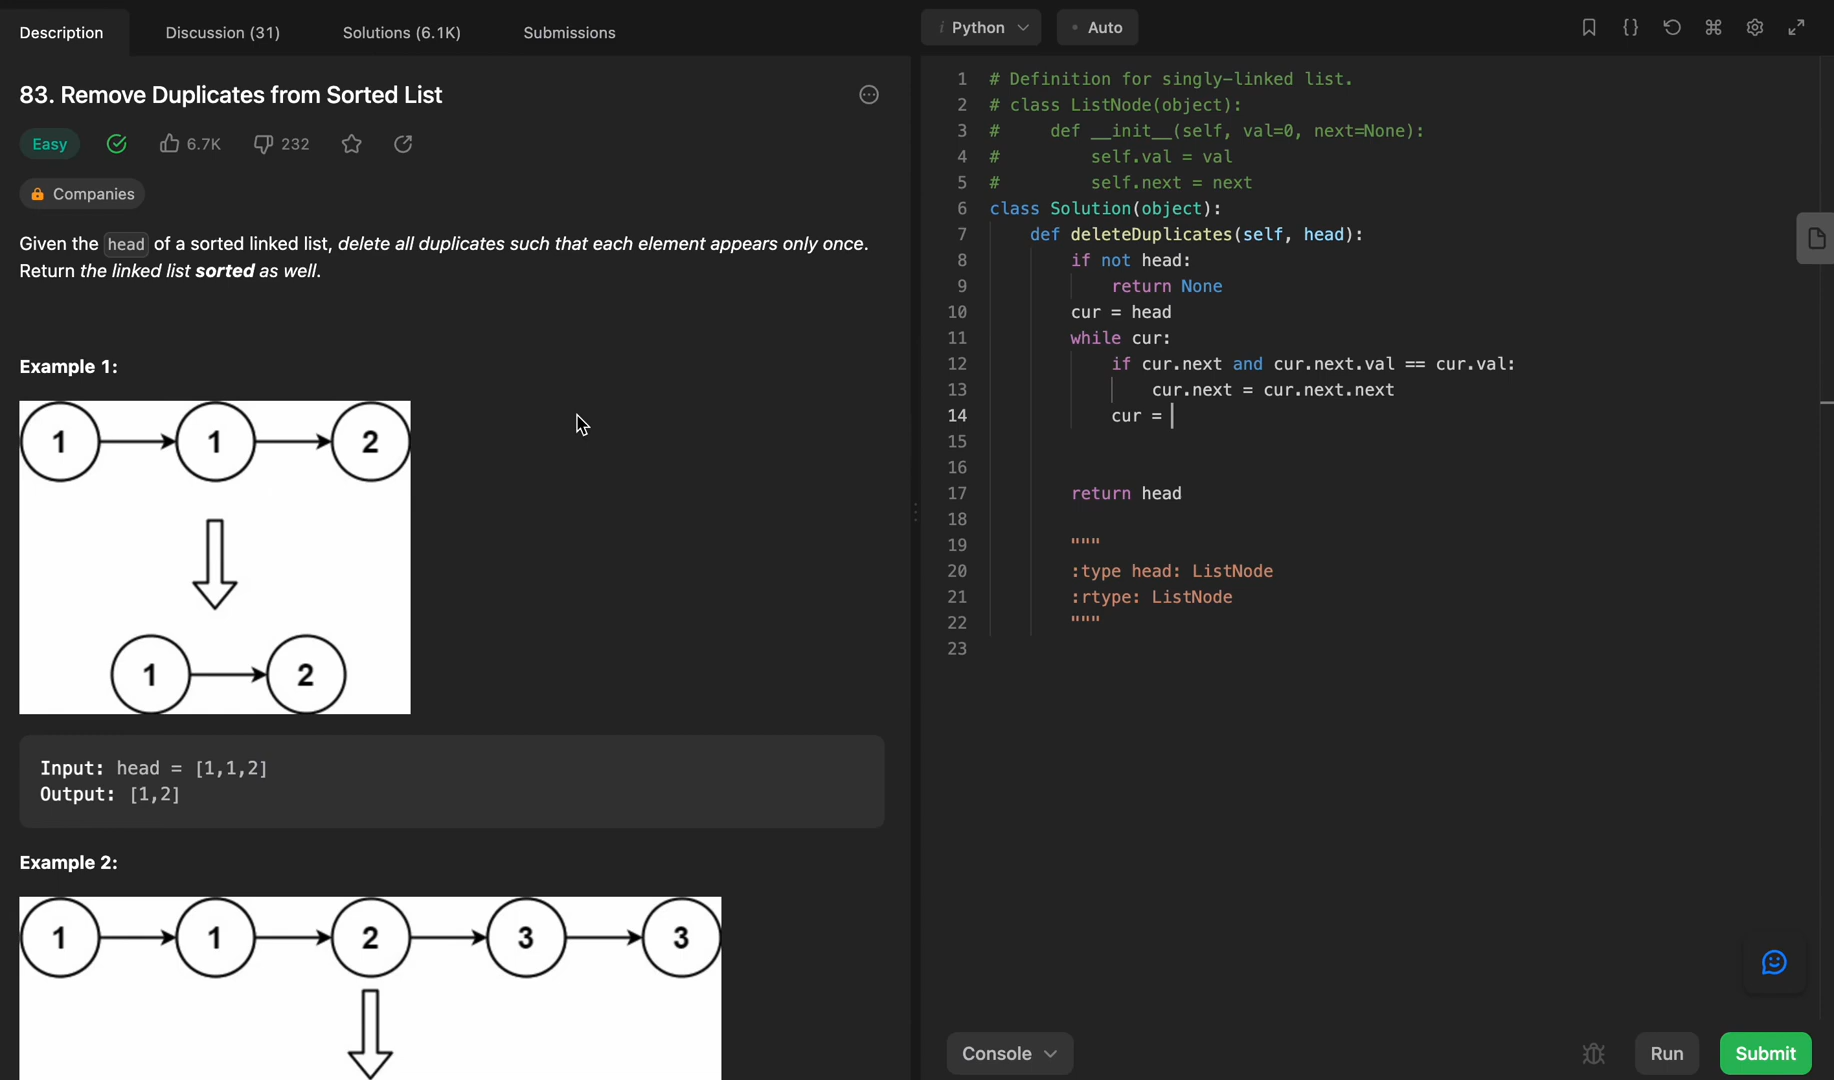 Description Discussion (31) Solutions (6.1K) Submissions
83. Remove Duplicates from Sorted List
Easy 6.7K 232
Companies
Given the head of a sorted linked list, delete all duplicates such that each element appears only once.
Return the linked list sorted as well.
Example 1:
1 1 2
1 2
Input: head = [1,1,2]
Output: [1,2]
Example 2:
1 1 2 3 3
i Python Auto
1 # Definition for singly-linked list.
2 # class ListNode(object):
3 #     def __init__(self, val=0, next=None):
4 #         self.val = val
5 #         self.next = next
6 class Solution(object):
7     def deleteDuplicates(self, head):
8         if not head:
9             return None
10         cur = head
11         while cur:
12             if cur.next and cur.next.val == cur.val:
13                 cur.next = cur.next.next
14             cur =
15
16
17         return head
18
19         """
20         :type head: ListNode
21         :rtype: ListNode
22         """
23
Console Run Submit